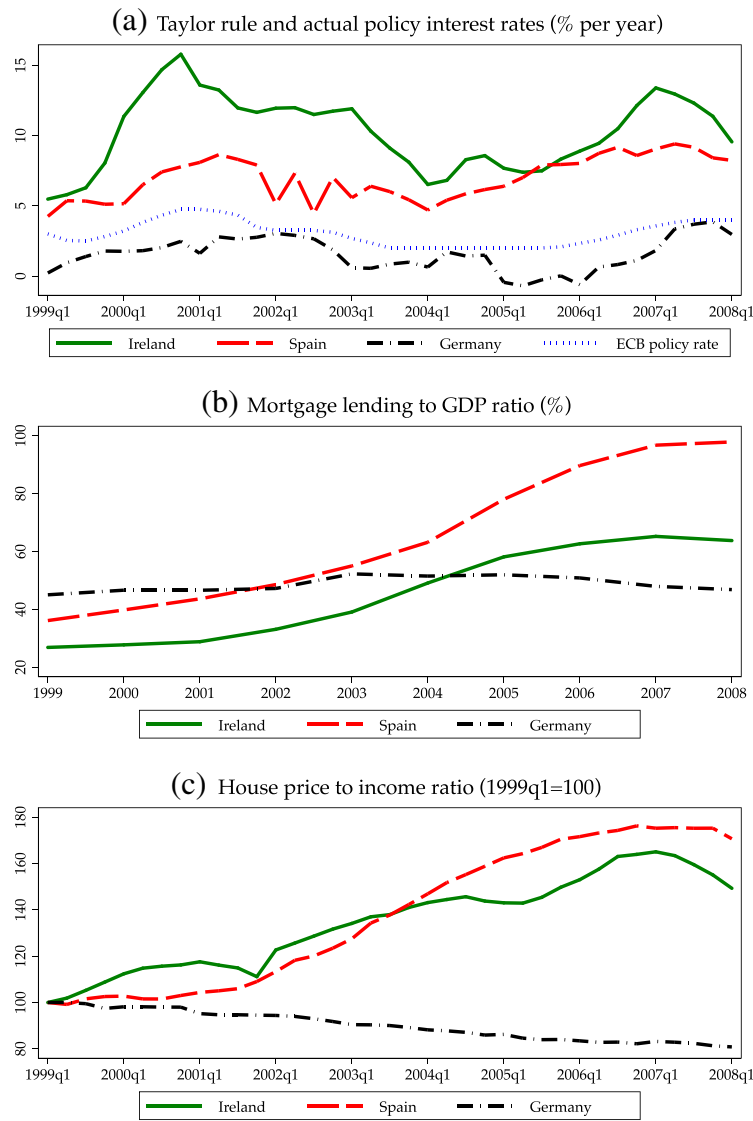 (a) Taylor rule and actual policy interest rates (% per year)
15
10
5
0
1999q1 2000q1 2001q1 2002q1 2003q1 2004q1 2005q1 2006q1 2007q1 2008q1
Ireland Spain Germany ECB policy rate
(b) Mortgage lending to GDP ratio (%)
100
80
60
40
20
1999 2000 2001 2002 2003 2004 2005 2006 2007 2008
Ireland Spain Germany
(c) House price to income ratio (1999q1=100)
180
160
140
120
100
80
1999q1 2000q1 2001q1 2002q1 2003q1 2004q1 2005q1 2006q1 2007q1 2008q1
Ireland Spain Germany